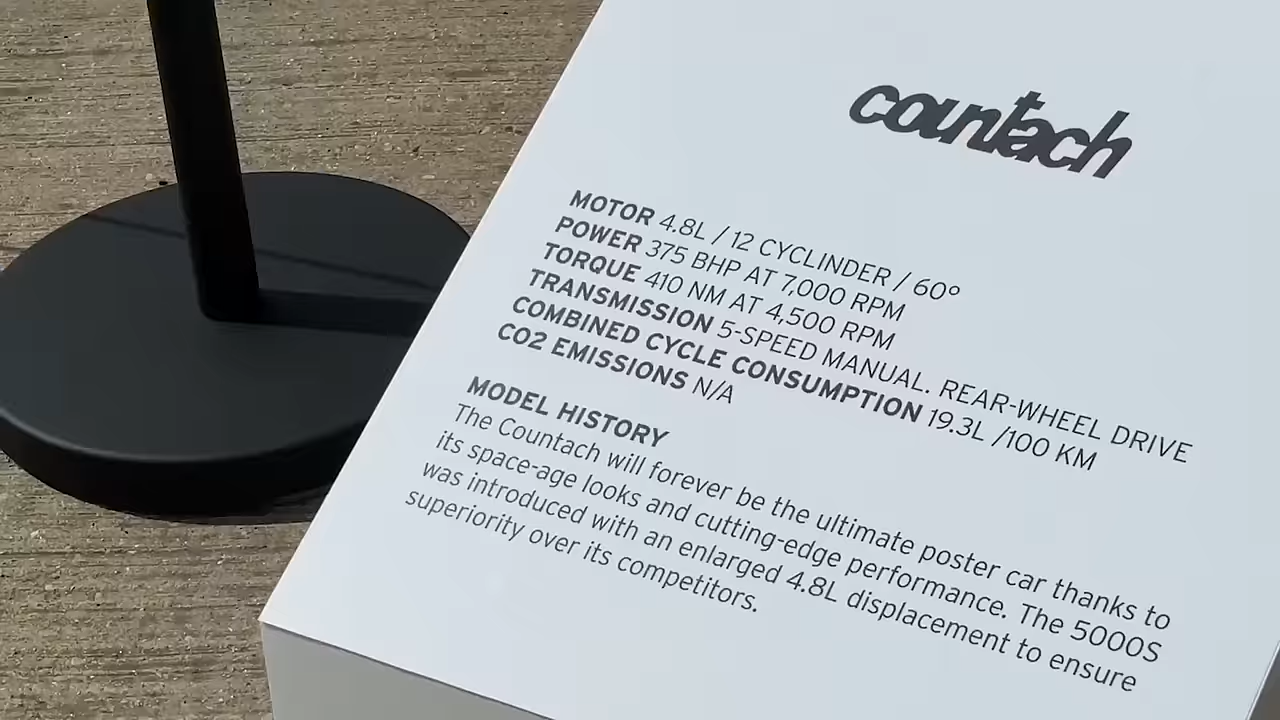 countach
MOTOR 4.8L / 12 CYCLINDER / 60º
POWER 375 BHP AT 7,000 RPM
TORQUE 410 NM AT 4,500 RPM
TRANSMISSION 5-SPEED MANUAL. REAR-WHEEL DRIVE
COMBINED CYCLE CONSUMPTION 19.3L /100 KM
CO2 EMISSIONS N/A
MODEL HISTORY
The Countach will forever be the ultimate poster car thanks to
its space-age looks and cutting-edge performance. The 5000S
was introduced with an enlarged 4.8L displacement to ensure
superiority over its competitors.